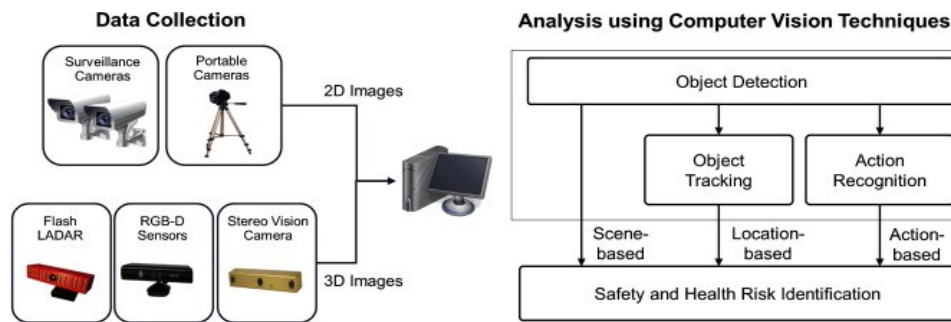 Data Collection
Surveillance
Cameras
Portable
Cameras
2D Images
Flash
LADAR
RGB-D
Sensors
Stereo Vision
Camera
3D Images
Analysis using Computer Vision Techniques
Object Detection
Object
Tracking
Action
Recognition
Scene-
based
Location-
based
Action-
based
Safety and Health Risk Identification